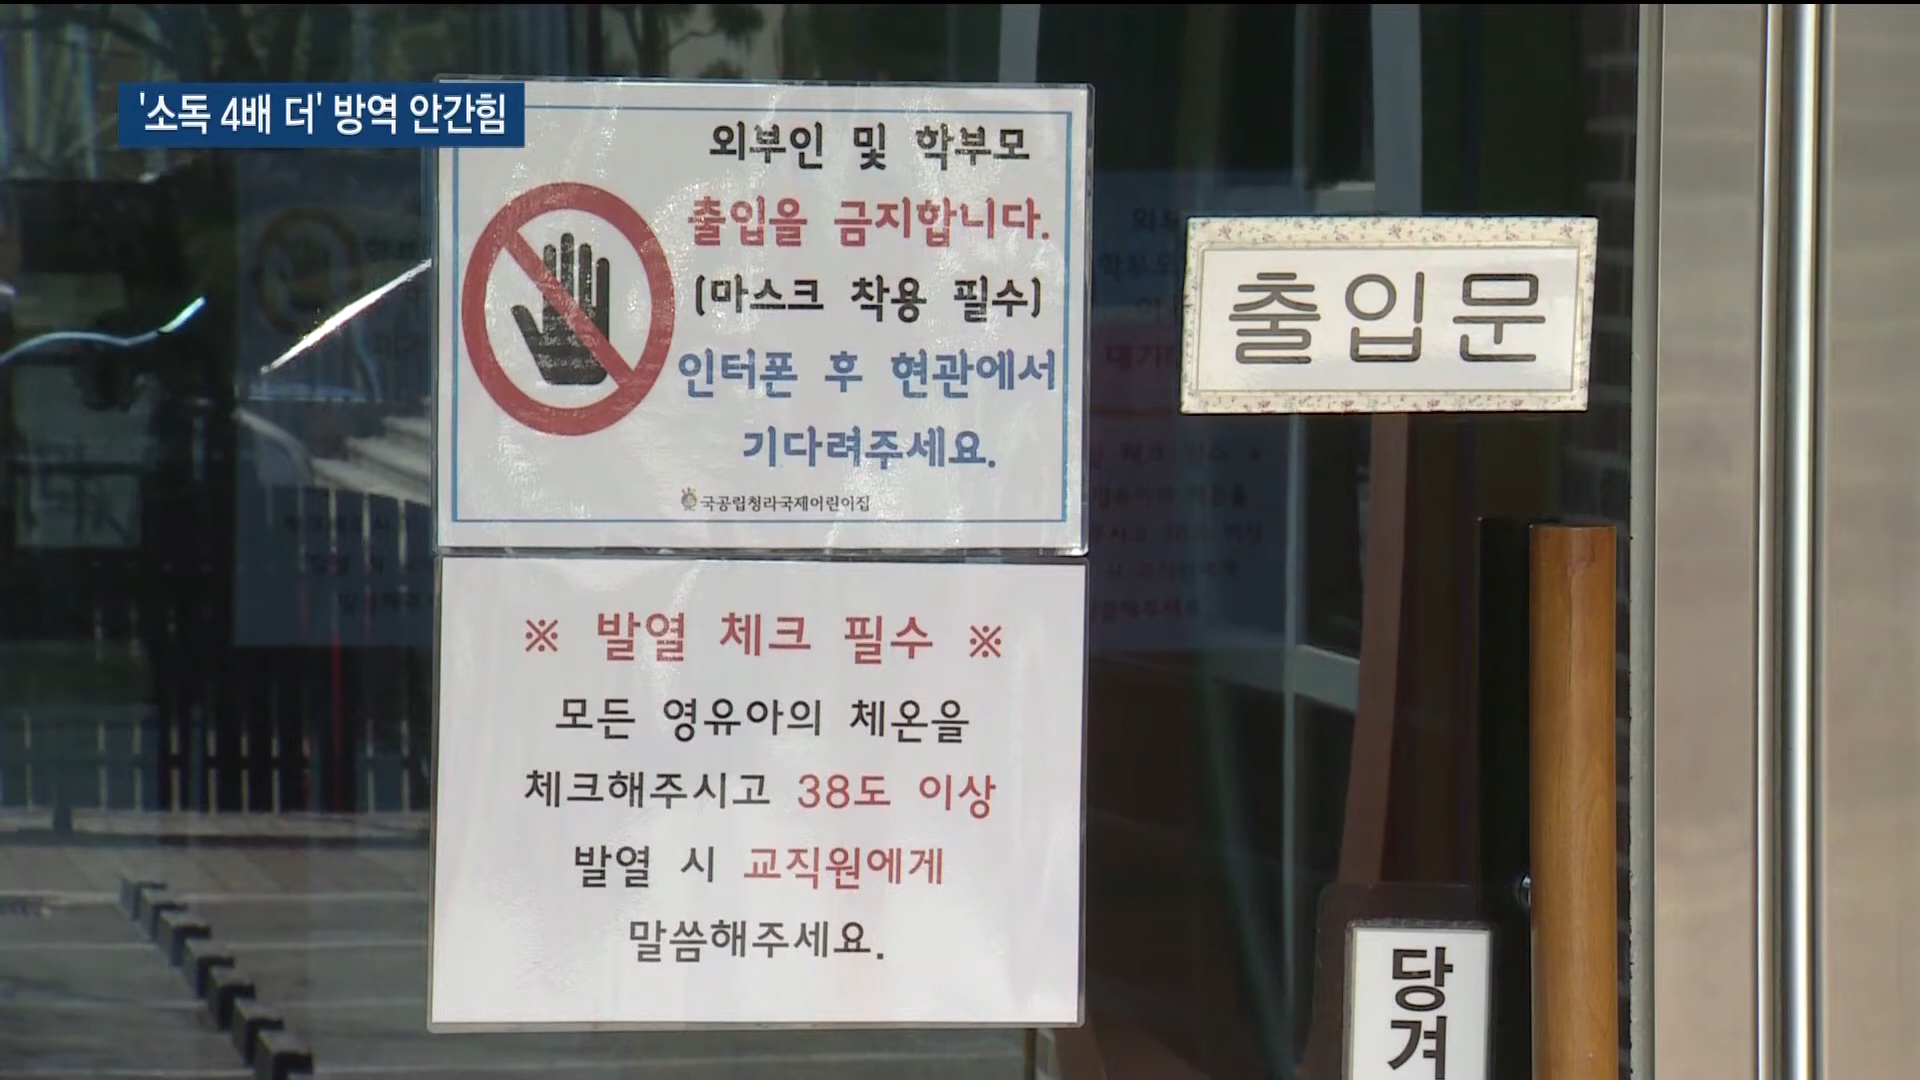 '소독 4배 더' 방역 안간힘
외부인 및 학부모
출입을 금지합니다.
(마스크 착용 필수)
인터폰 후 현관에서
기다려주세요.
국공립청라국제어린이집
출입문
※ 발열 체크 필수 ※
모든 영유아의 체온을
체크해주시고 38도 이상
발열 시 교직원에게
말씀해주세요.
당겨